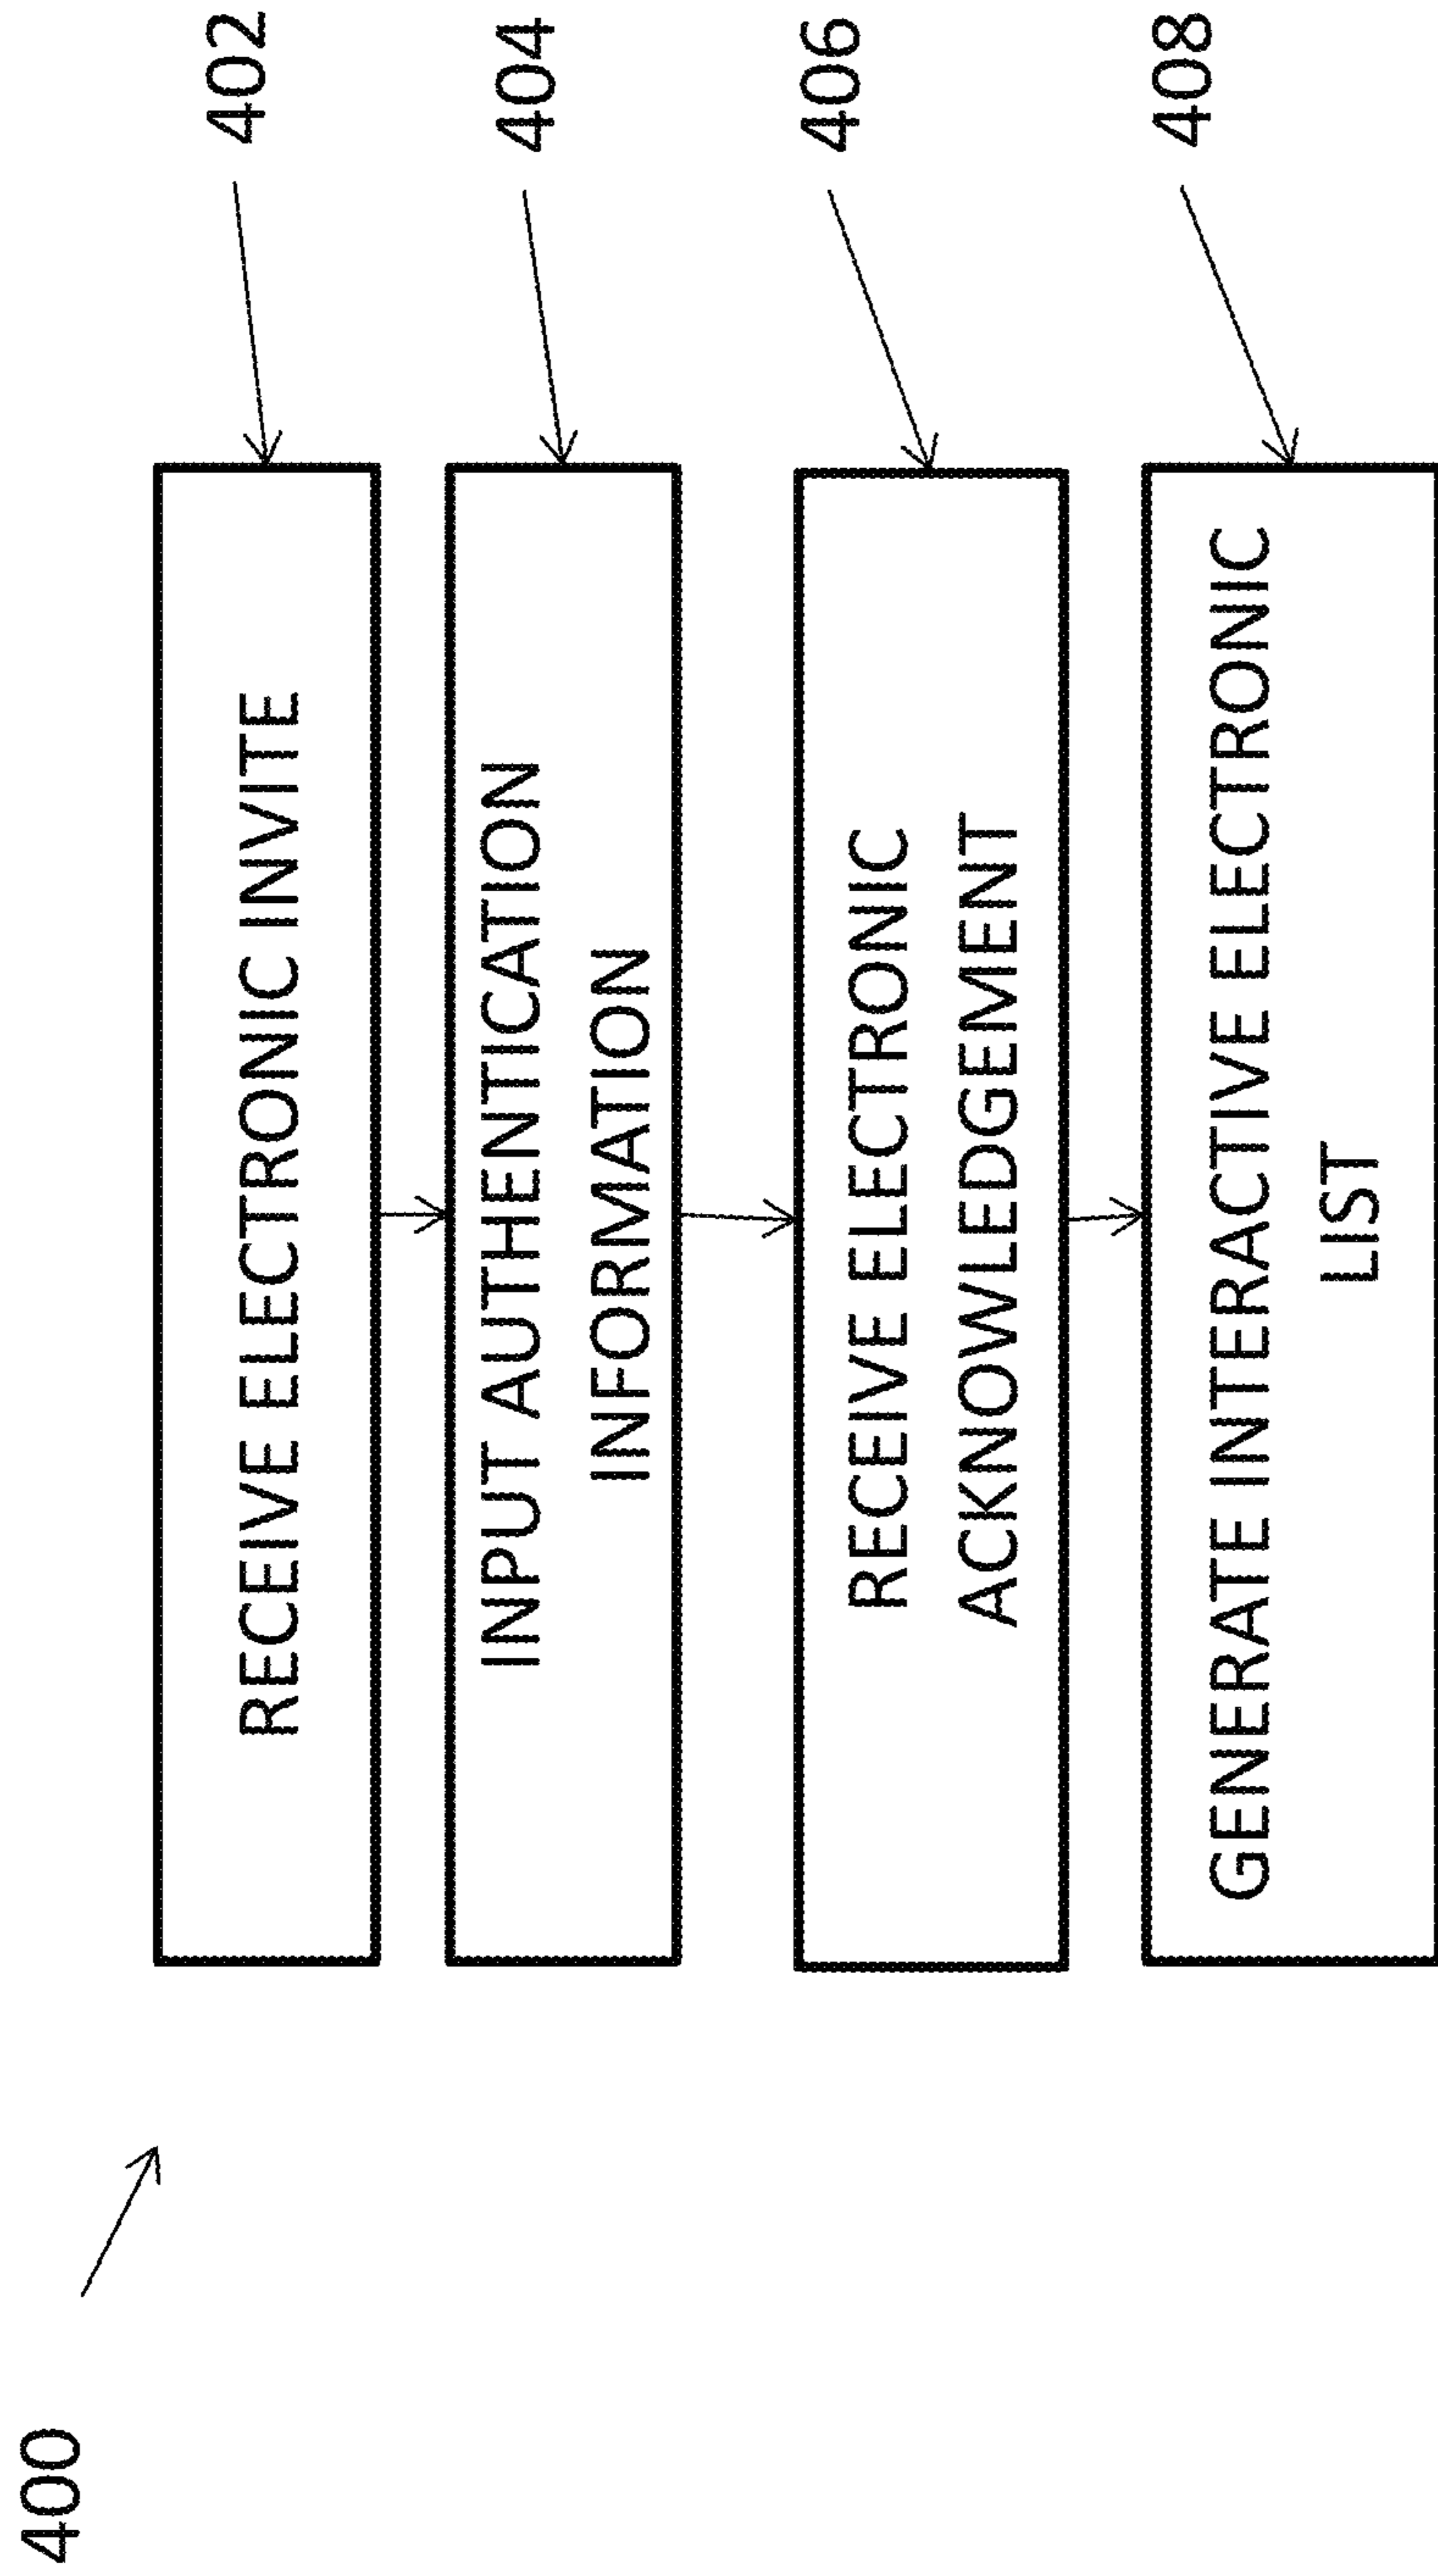 400
RECEIVE ELECTRONIC INVITE
402
INPUT AUTHENTICATION
INFORMATION
404
RECEIVE ELECTRONIC
ACKNOWLEDGEMENT
406
GENERATE INTERACTIVE ELECTRONIC
LIST
408